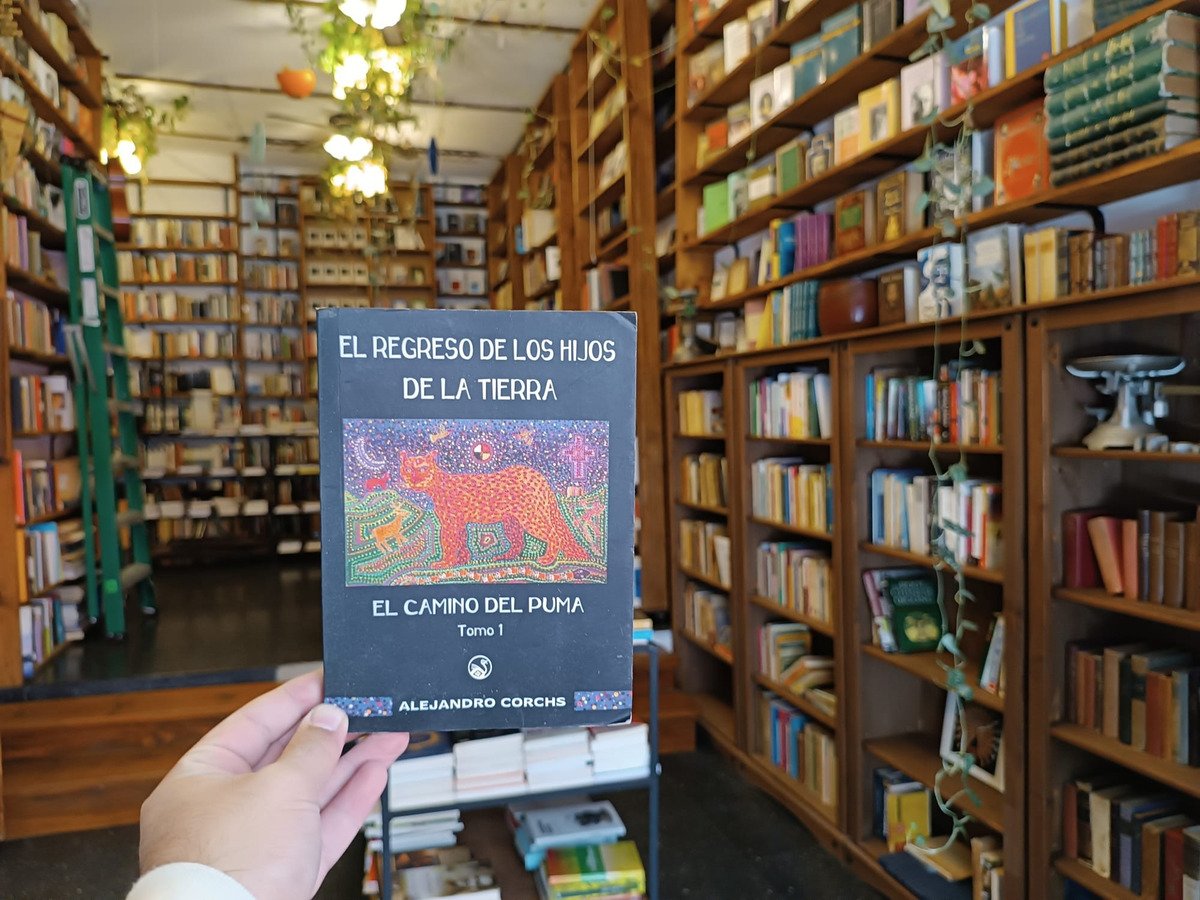 EL REGRESO DE LOS HIJOS
DE LA TIERRA
EL CAMINO DEL PUMA
Tomo 1
ALEJANDRO CORCHS